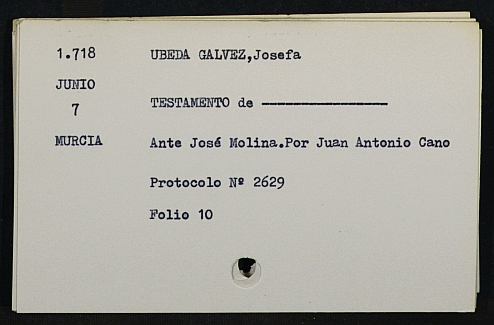 1.718 UBEDA GALVEZ,Josefa
JUNIO
7 TESTAMENTO de ----------------
MURCIA Ante José Molina.Por Juan Antonio Cano
Protocolo Nº 2629
Folio 10